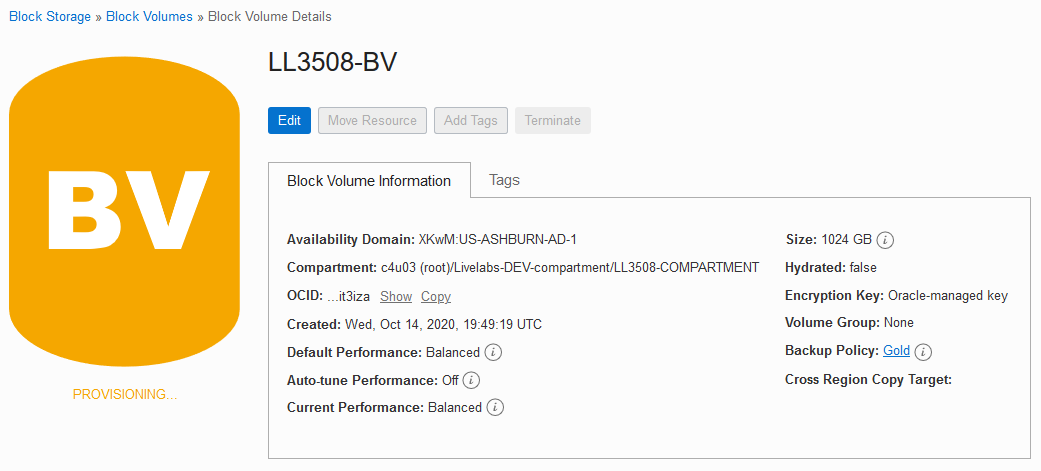 Block Storage » Block Volumes » Block Volume Details
BV
PROVISIONING...
LL3508-BV
Edit Move Resource Add Tags Terminate
Block Volume Information Tags
Availability Domain: XKwM:US-ASHBURN-AD-1
Compartment: c4u03 (root)/Livelabs-DEV-compartment/LL3508-COMPARTMENT
OCID: ...it3iza Show Copy
Created: Wed, Oct 14, 2020, 19:49:19 UTC
Default Performance: Balanced i
Auto-tune Performance: Off i
Current Performance: Balanced i
Size: 1024 GB i
Hydrated: false
Encryption Key: Oracle-managed key
Volume Group: None
Backup Policy: Gold i
Cross Region Copy Target: